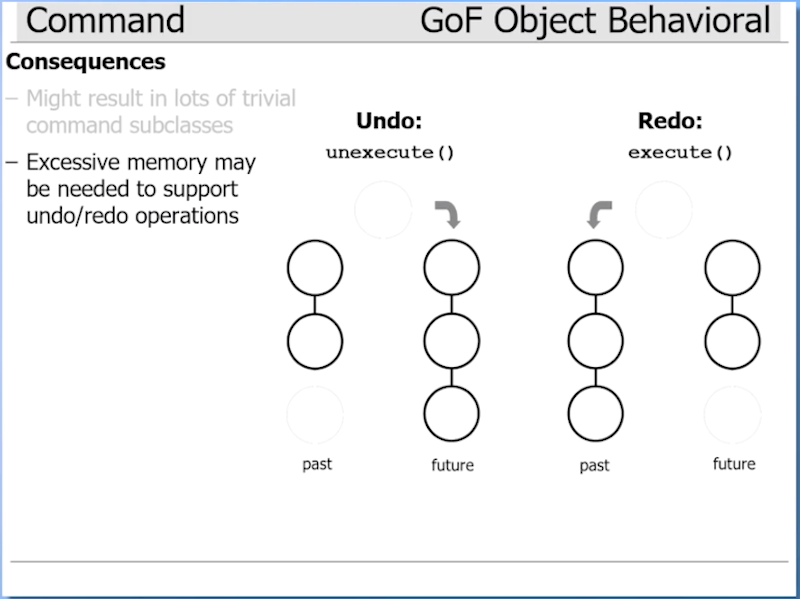 Command
GoF Object Behavioral
Consequences
– Might result in lots of trivial
command subclasses
– Excessive memory may
be needed to support
undo/redo operations
Undo:
unexecute()
Redo:
execute()
past
future
past
future